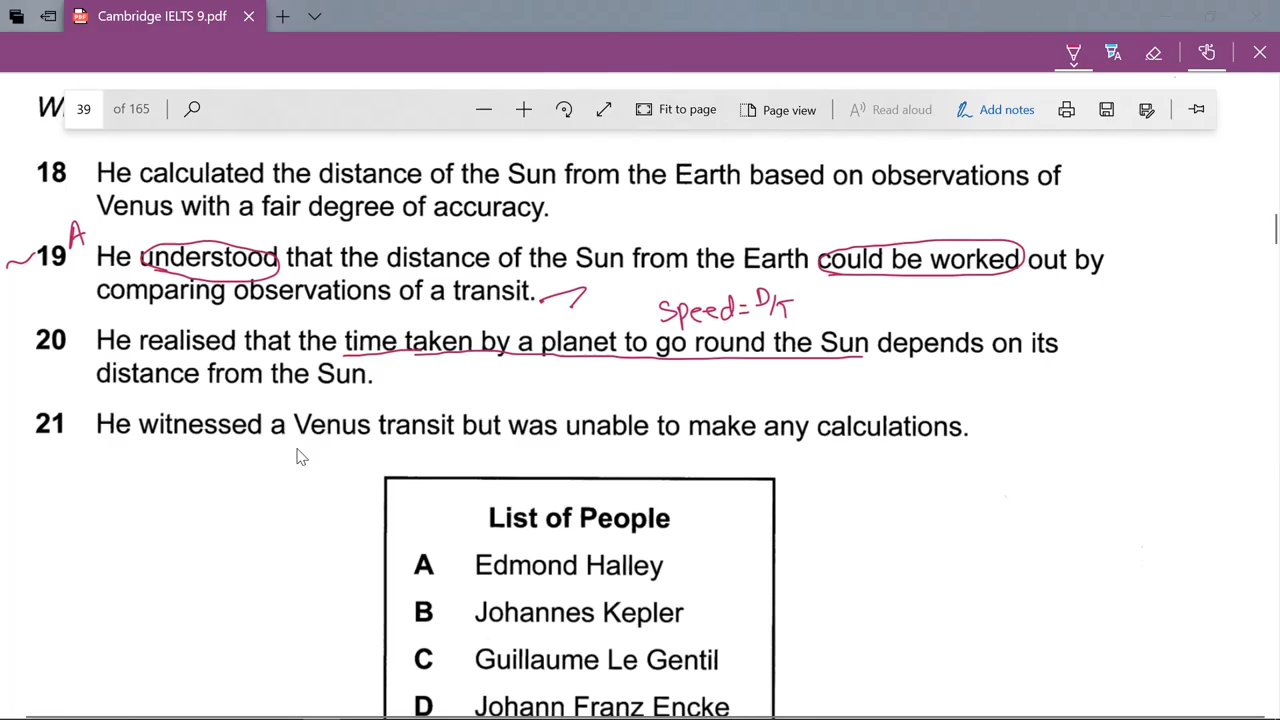 Cambridge IELTS 9.pdf
W
39 of 165
Fit to page
Page view
Read aloud
Add notes
18 He calculated the distance of the Sun from the Earth based on observations of
Venus with a fair degree of accuracy.
A
19 He understood that the distance of the Sun from the Earth could be worked out by
comparing observations of a transit.
Speed = D/T
20 He realised that the time taken by a planet to go round the Sun depends on its
distance from the Sun.
21 He witnessed a Venus transit but was unable to make any calculations.
List of People
A Edmond Halley
B Johannes Kepler
C Guillaume Le Gentil
D Johann Franz Encke